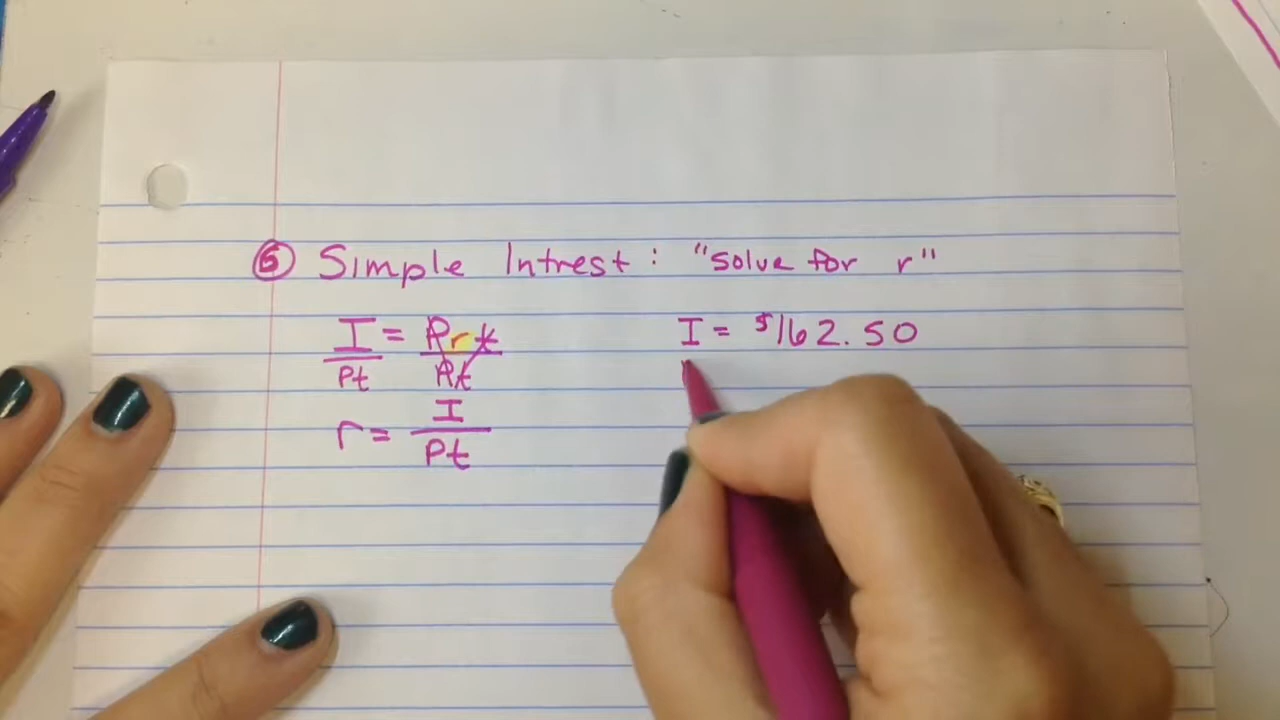 5 Simple Intrest : "solve for r"
I = Prt
Pt Pt
I = $162.50
r = I
Pt